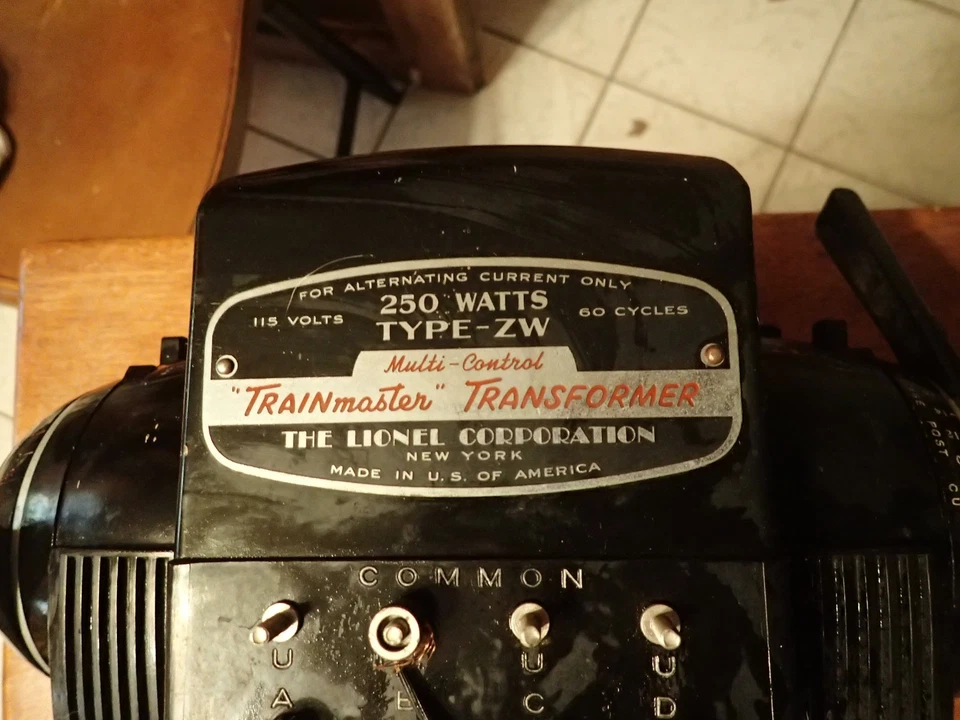 FOR ALTERNATING CURRENT ONLY
250 WATTS
115 VOLTS
60 CYCLES
TYPE-ZW
Multi-Control
"TRAINmaster" TRANSFORMER
THE LIONEL CORPORATION
NEW YORK
MADE IN U.S. OF AMERICA
COMMON
U U U
A C D
POST